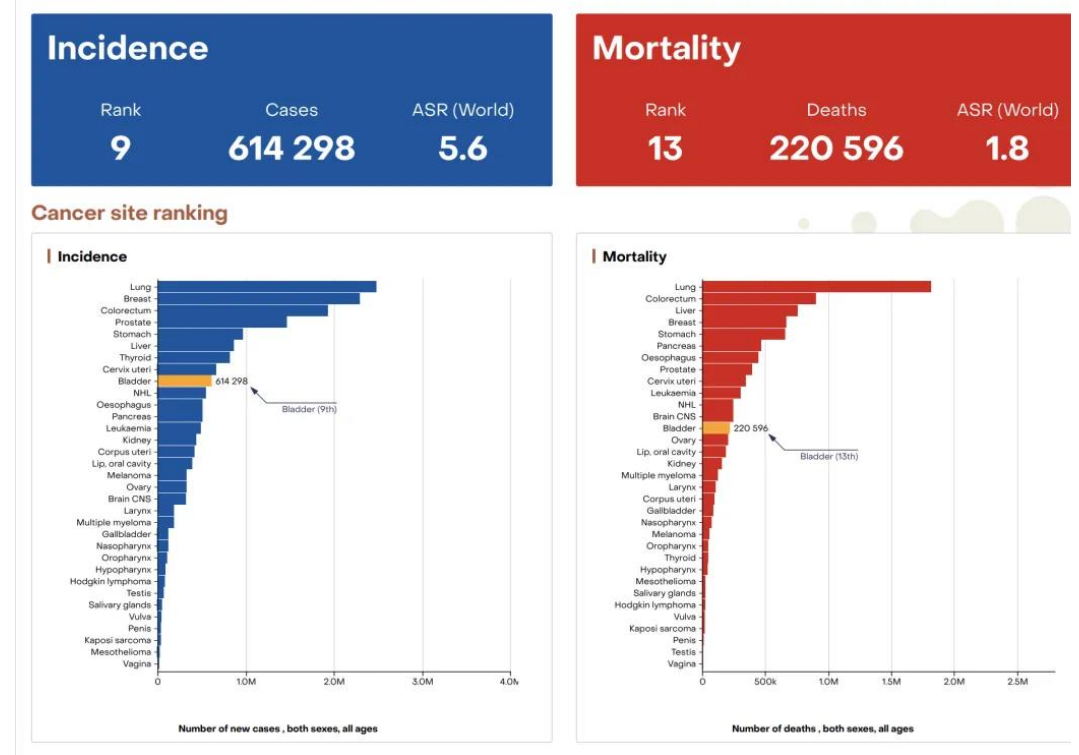 Incidence
Rank Cases ASR (World)
9 614 298 5.6
Mortality
Rank Deaths ASR (World)
13 220 596 1.8
Cancer site ranking
Incidence
Lung
Breast
Colorectum
Prostate
Stomach
Liver
Thyroid
Cervix uteri
Bladder 614 298
NHL
Bladder (9th)
Oesophagus
Pancreas
Leukaemia
Kidney
Corpus uteri
Lip, oral cavity
Melanoma
Ovary
Brain CNS
Larynx
Multiple myeloma
Gallbladder
Nasopharynx
Oropharynx
Hypopharynx
Hodgkin lymphoma
Testis
Salivary glands
Vulva
Penis
Kaposi sarcoma
Mesothelioma
Vagina
0 1.0M 2.0M 3.0M 4.0M
Number of new cases , both sexes, all ages
Mortality
Lung
Colorectum
Liver
Breast
Stomach
Pancreas
Oesophagus
Prostate
Cervix uteri
Leukaemia
NHL
Brain CNS
Bladder 220 596
Ovary
Lip, oral cavity
Bladder (13th)
Kidney
Multiple myeloma
Larynx
Corpus uteri
Gallbladder
Nasopharynx
Melanoma
Oropharynx
Thyroid
Hypopharynx
Mesothelioma
Salivary glands
Hodgkin lymphoma
Vulva
Kaposi sarcoma
Penis
Testis
Vagina
0 500k 1.0M 1.5M 2.0M 2.5M
Number of deaths , both sexes, all ages